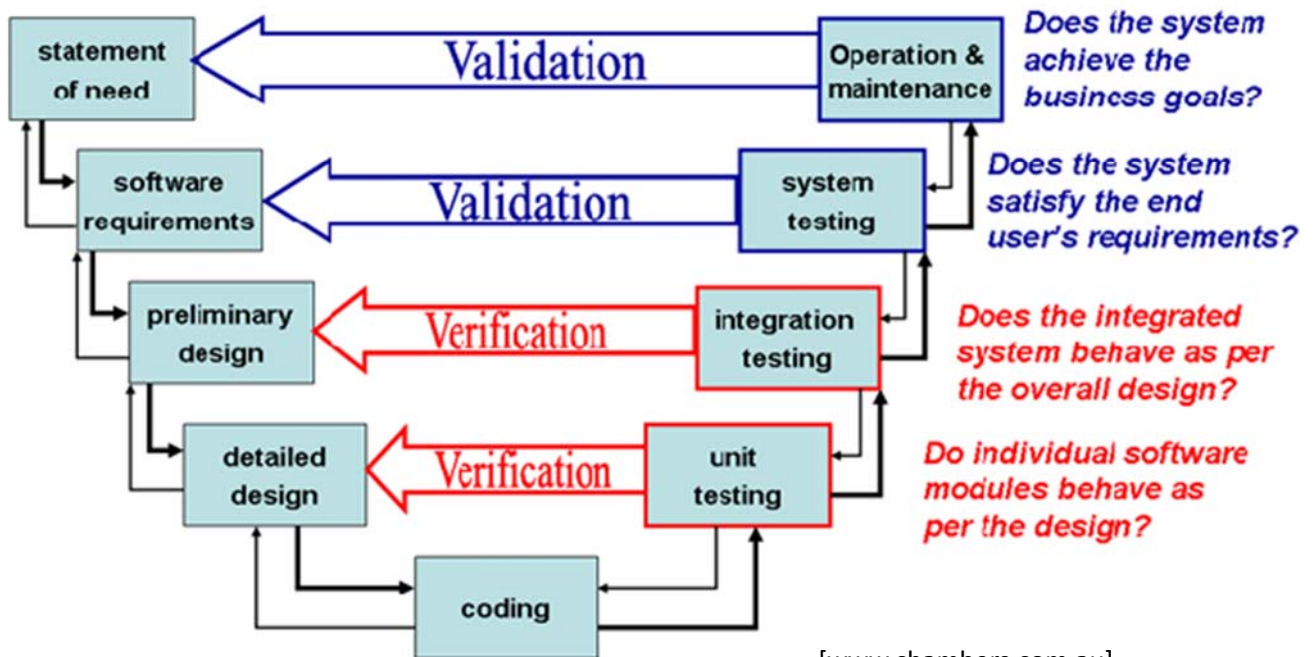 statement
of need
Validation
Operation &
maintenance
Does the system
achieve the
business goals?
software
requirements
Validation
system
testing
Does the system
satisfy the end
user's requirements?
preliminary
design
Verification
integration
testing
Does the integrated
system behave as per
the overall design?
detailed
design
Verification
unit
testing
Do individual software
modules behave as
per the design?
coding